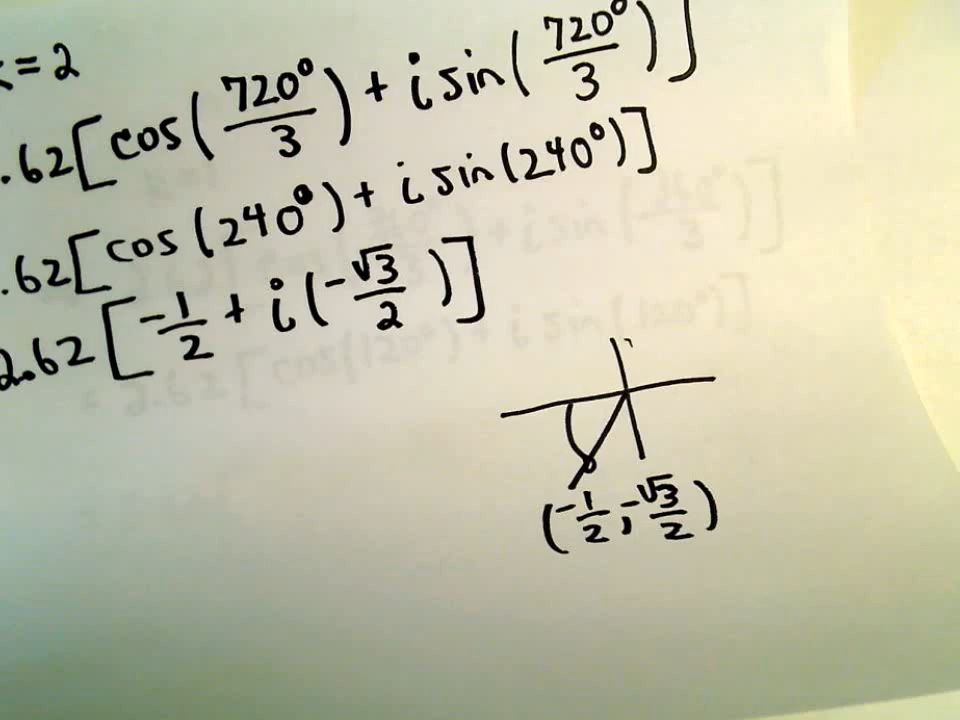 k=2
.62[cos(720°/3) + i sin(720°/3)]
.62[cos(240°) + i sin(240°)]
2.62[-1/2 + i(-√3/2)]
(-1/2, -√3/2)